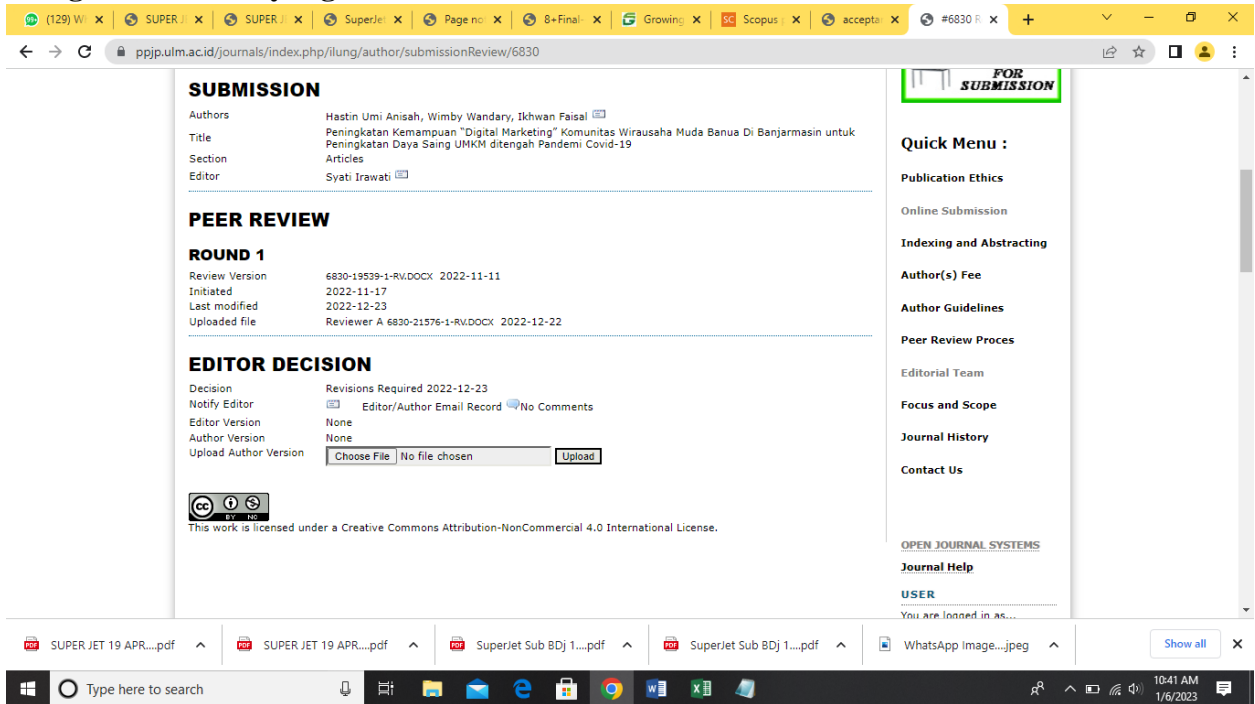 (129) W
SUPER J
SUPER J
SuperJet
Page no
8+Final-
Growing
Scopus
accepta
#6830 R
ppjp.ulm.ac.id/journals/index.php/ilung/author/submissionReview/6830
SUBMISSION
Authors Hastin Umi Anisah, Wimby Wandary, Ikhwan Faisal
Title Peningkatan Kemampuan "Digital Marketing" Komunitas Wirausaha Muda Banua Di Banjarmasin untuk
Peningkatan Daya Saing UMKM ditengah Pandemi Covid-19
Section Articles
Editor Syati Irawati
PEER REVIEW
ROUND 1
Review Version 6830-19539-1-RV.DOCX 2022-11-11
Initiated 2022-11-17
Last modified 2022-12-23
Uploaded file Reviewer A 6830-21576-1-RV.DOCX 2022-12-22
EDITOR DECISION
Decision Revisions Required 2022-12-23
Notify Editor Editor/Author Email Record No Comments
Editor Version None
Author Version None
Upload Author Version Choose File No file chosen Upload
cc BY NC
This work is licensed under a Creative Commons Attribution-NonCommercial 4.0 International License.
FOR
SUBMISSION
Quick Menu :
Publication Ethics
Online Submission
Indexing and Abstracting
Author(s) Fee
Author Guidelines
Peer Review Proces
Editorial Team
Focus and Scope
Journal History
Contact Us
OPEN JOURNAL SYSTEMS
Journal Help
USER
You are logged in as...
SUPER JET 19 APR....pdf
SUPER JET 19 APR....pdf
SuperJet Sub BDj 1....pdf
SuperJet Sub BDj 1....pdf
WhatsApp Image....jpeg
Show all
Type here to search
10:41 AM
1/6/2023